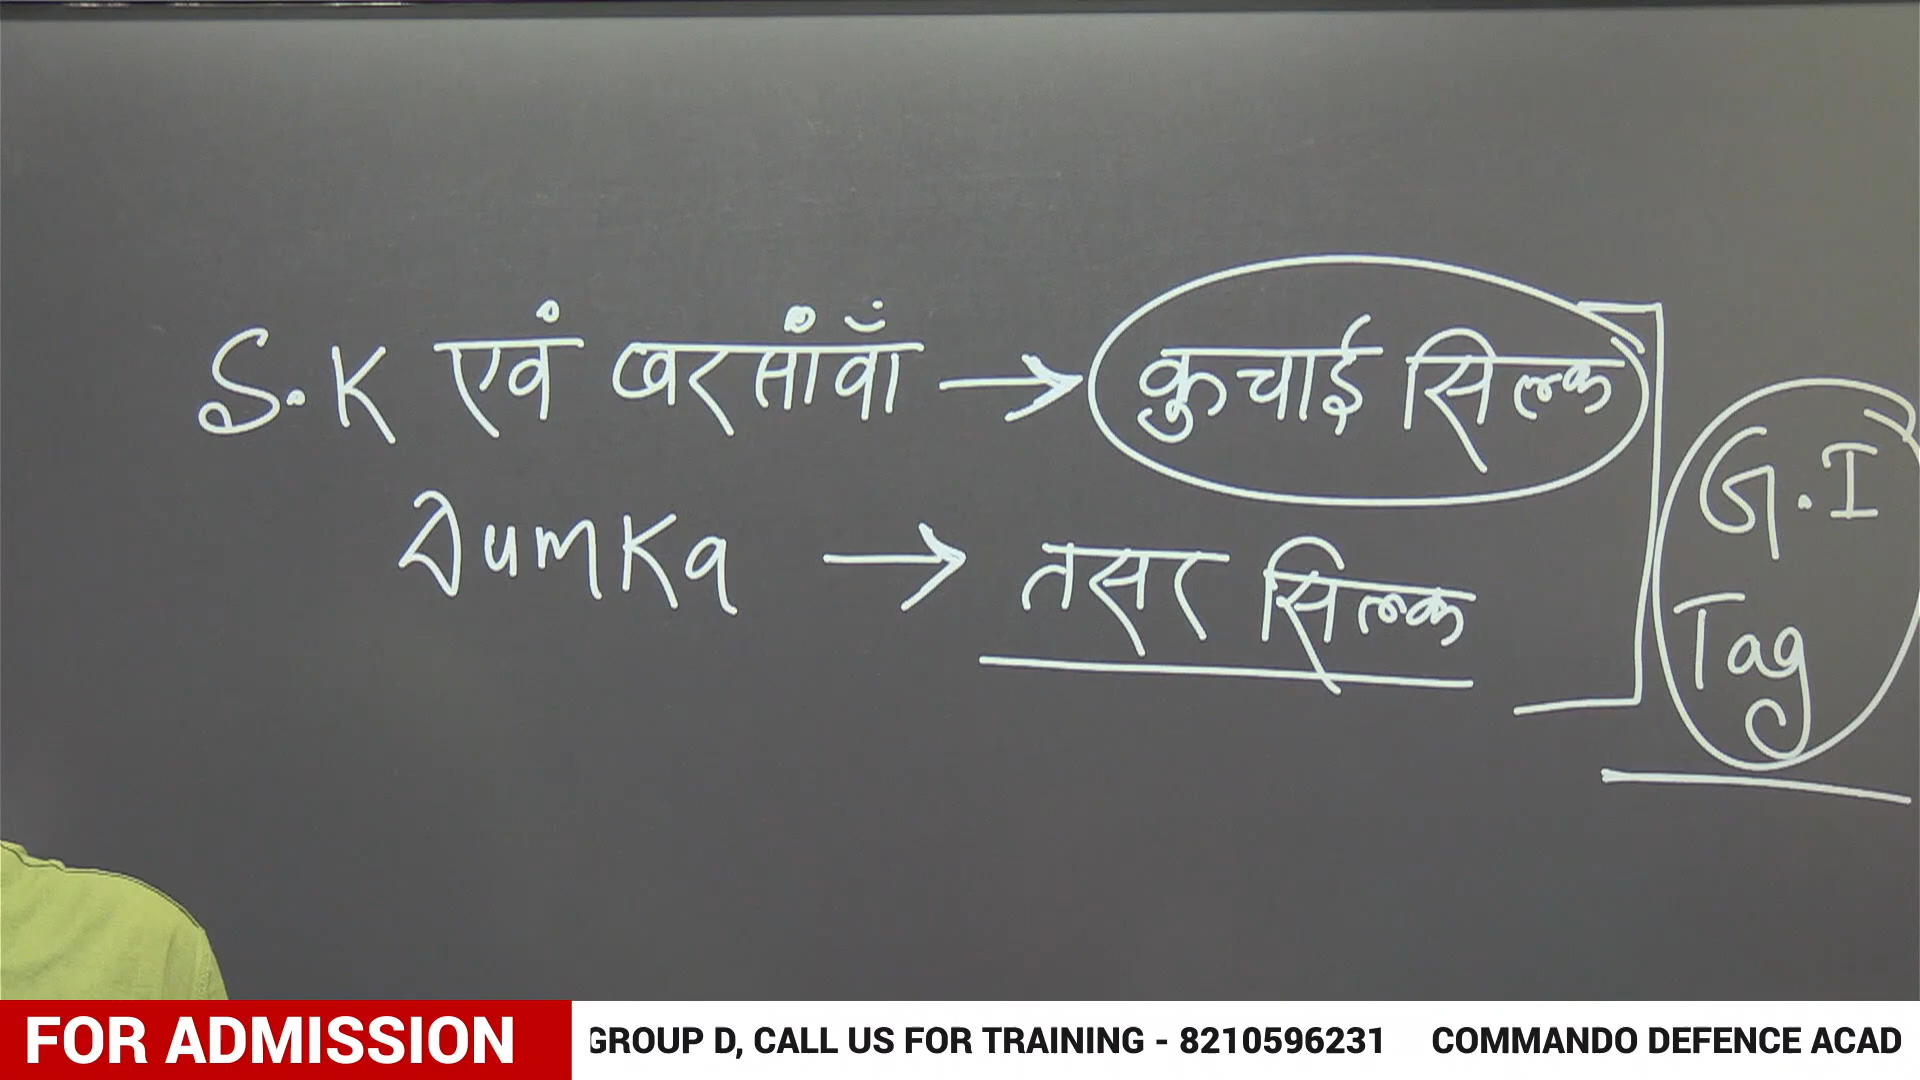 S.K एवं खरसांवाँ → कुचाई सिल्क
Dumka → तसर सिल्क
G.I
Tag
FOR ADMISSION
GROUP D, CALL US FOR TRAINING - 8210596231 COMMANDO DEFENCE ACAD